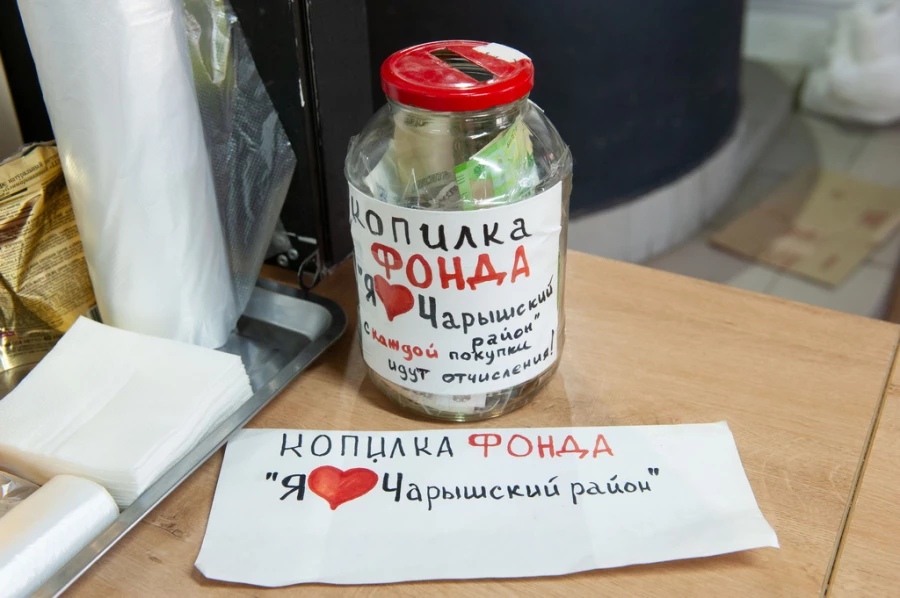 КОПИЛКА
ФОНДА
"Я ❤ Чарышский
район"
с каждой покупки
идут отчисления!
КОПИЛКА ФОНДА
"Я ❤ Чарышский район"